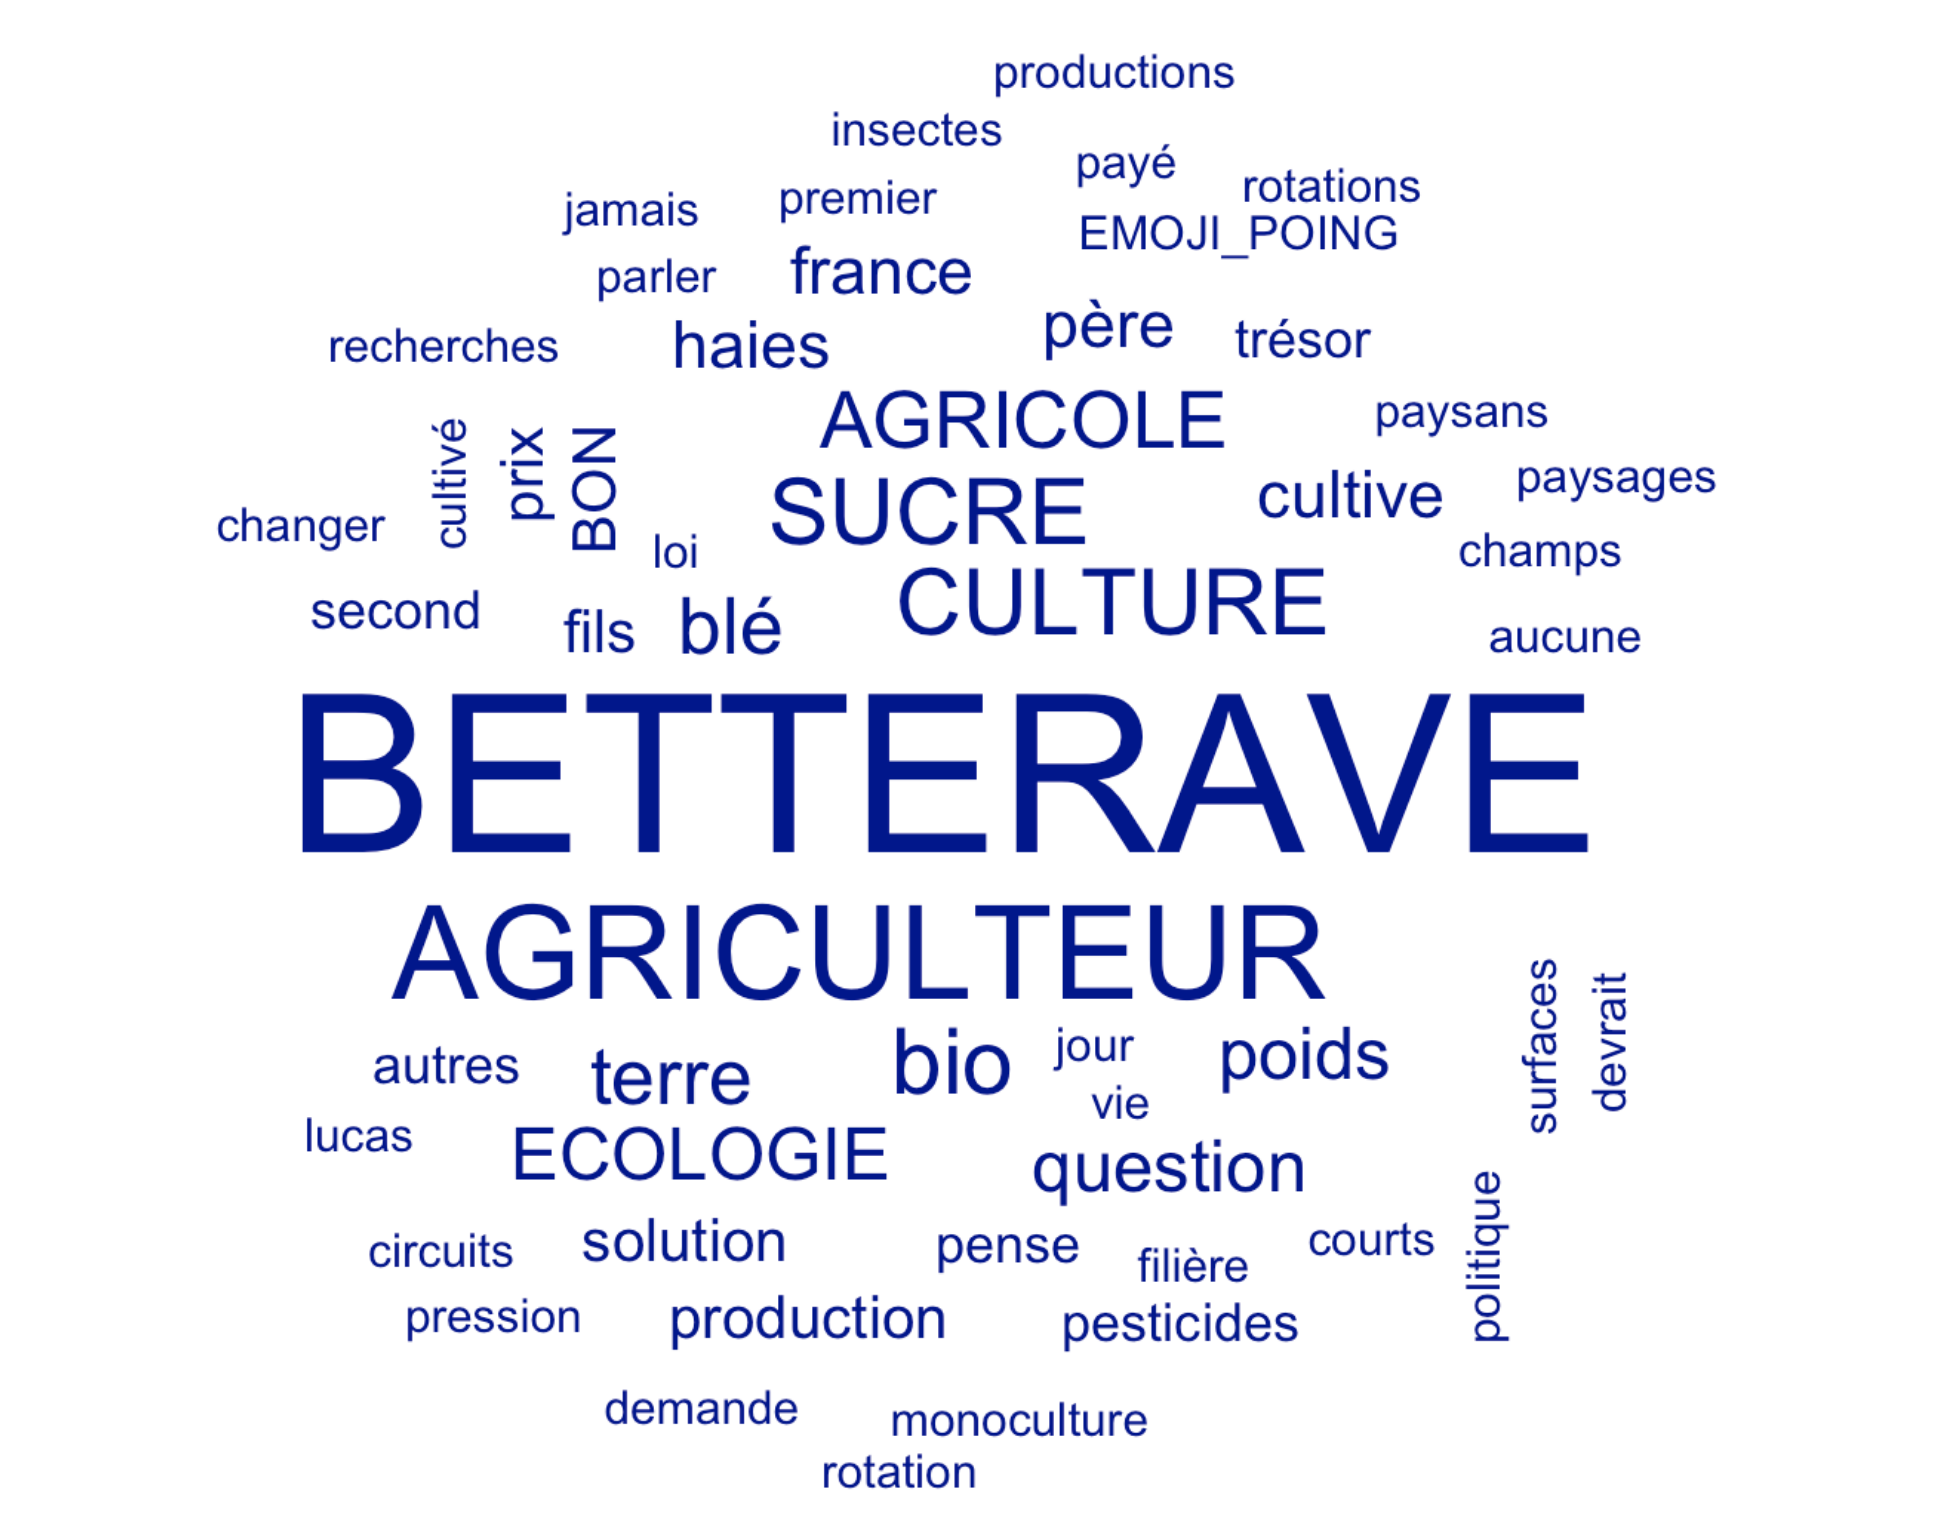 productions
insectes
payé
rotations
jamais
premier
EMOJI_POING
parler
france
recherches
haies
père
trésor
AGRICOLE
paysans
cultivé
prix
BON
SUCRE
cultive
paysages
changer
loi
champs
second
fils
blé
CULTURE
aucune
BETTERAVE
AGRICULTEUR
surfaces
devrait
autres
terre
bio
jour
poids
vie
lucas
ECOLOGIE
question
politique
circuits
solution
pense
filière
courts
pression
production
pesticides
demande
monoculture
rotation